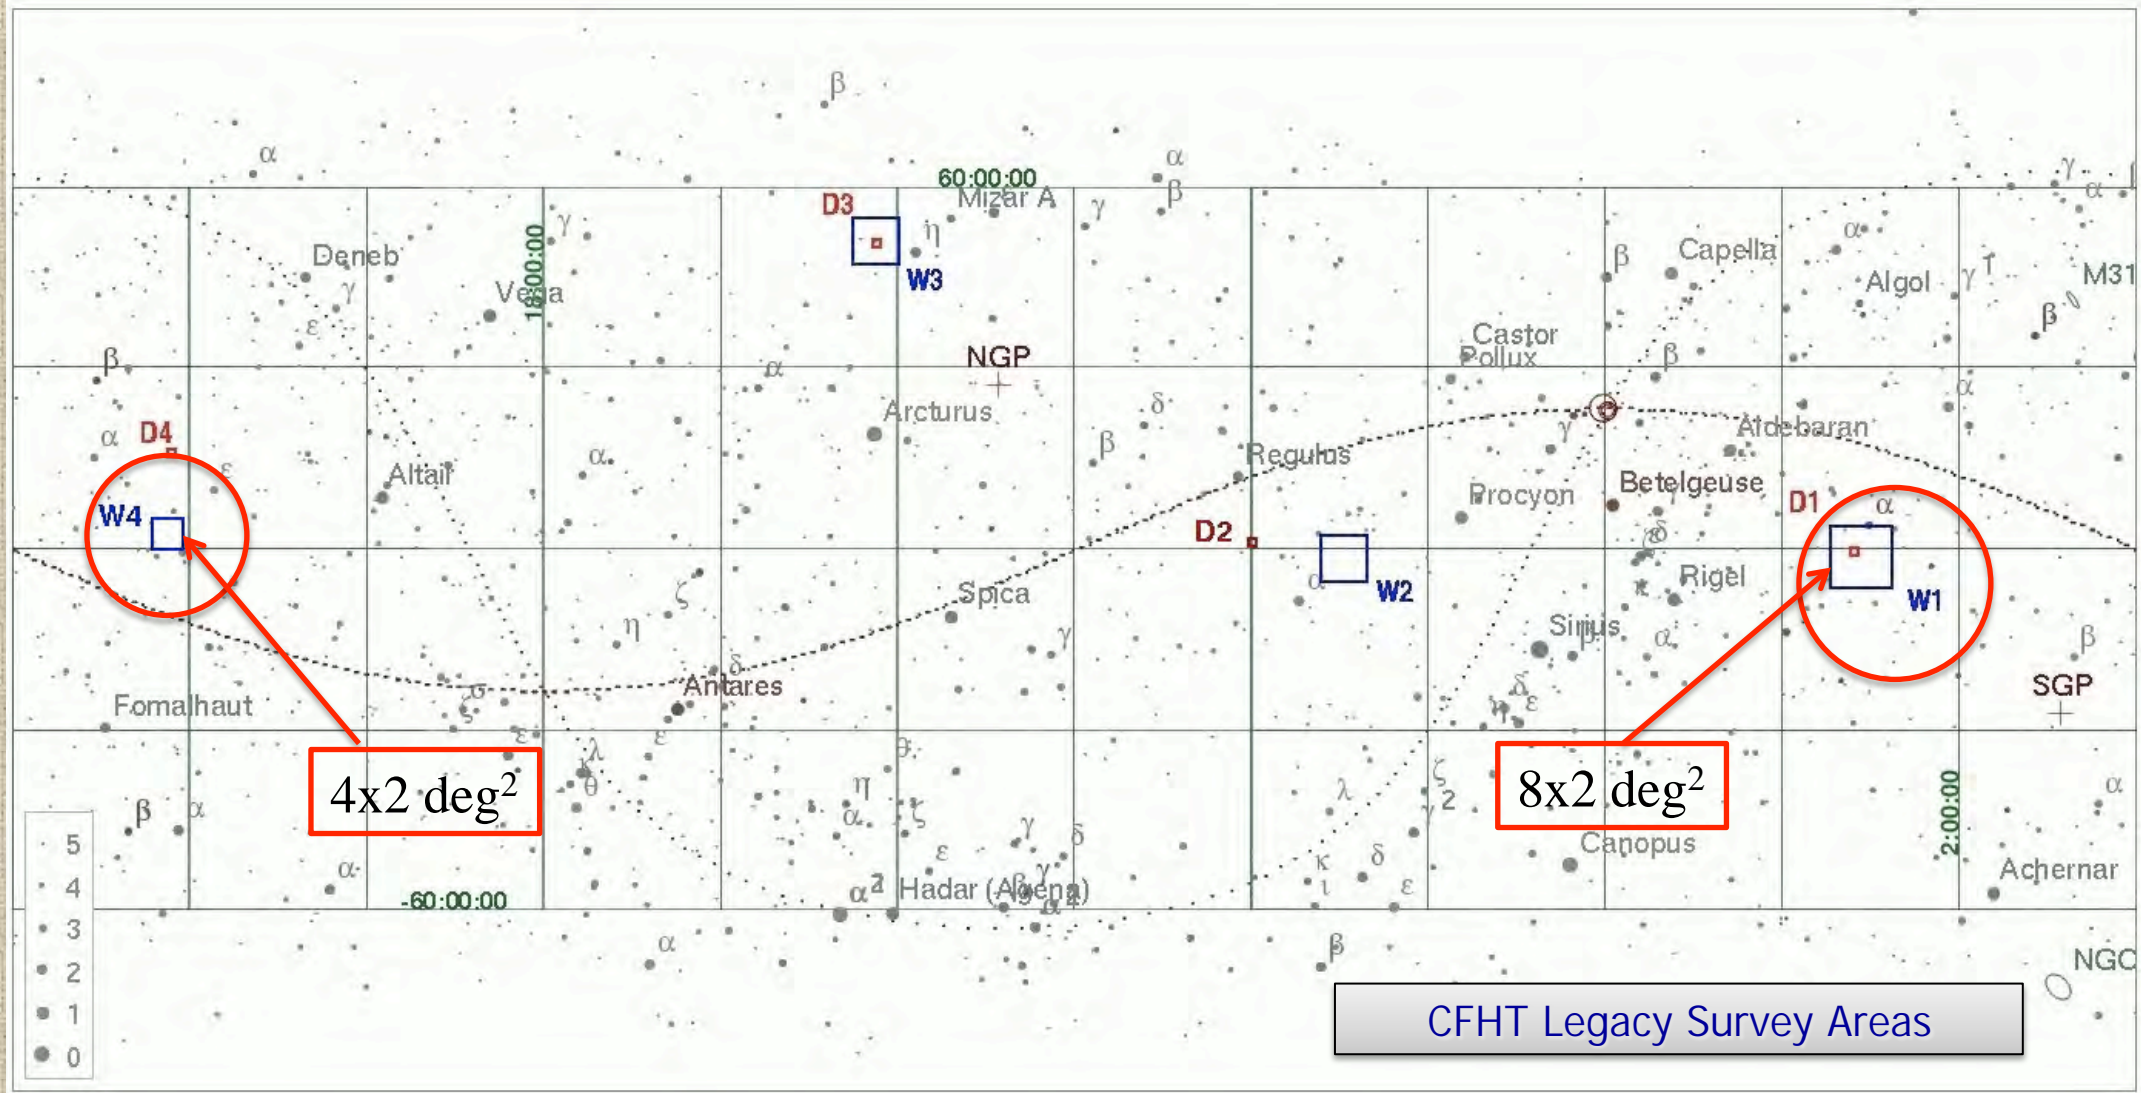 β
α
α
60:00:00
Mizar A
β
γ
α
γ
D3
η
W3
γ
Deneb
γ
ε
Vega
β
Capella
α
Algol
γ 1
M31
β
NGP
Castor
Pollux
β
β
α
α
Arcturus
δ
β
Regulus
γ
Aldebaran
α
D4
ε
Altair
α
W4
Procyon
Betelgeuse
D1
α
D2
W2
α
δ
Rigel
W1
ζ
η
Spica
γ
Sirius
β
α
β
SGP
δ
Antares
σ
ζ
Fomalhaut
δ
ε
η
ε
λ
κ
θ
ε
θ
4x2 deg²
8x2 deg²
η
α
ζ
ε
γ
δ
ζ
λ
γ 2
Canopus
2:00:00
α
Achernar
β
α
α
-60:00:00
α 2
Hadar (Agena)
κ
ι
δ
ε
α
β
NGC
5
4
3
2
1
0
CFHT Legacy Survey Areas